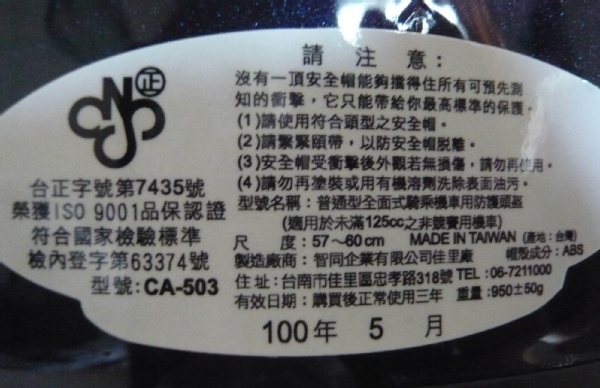 請 注 意:
沒有一頂安全帽能夠擋得住所有可預先測
知的衝擊，它只能帶給你最高標準的保護。
(1)請使用符合頭型之安全帽。
(2)請繫緊頤帶，以防安全帽脫離。
(3)安全帽受衝擊後外觀若無損傷，請勿再使用。
(4)請勿再塗裝或用有機溶劑洗除表面油污。
型號名稱：普通型全面式騎乘機車用防護頭盔
(適用於未滿125cc之非競賽用機車)
尺 度：57～60cm MADE IN TAIWAN (產地：台灣)
製造廠商：智同企業有限公司佳里廠 帽殼成分：ABS
住址：台南市佳里區忠孝路318號 TEL：06-7211000
有效日期：購買後正常使用三年 重量：950±50g
100年 5 月
正
台正字號第7435號
榮獲ISO 9001品保認證
符合國家檢驗標準
檢內登字第63374號
型號：CA-503